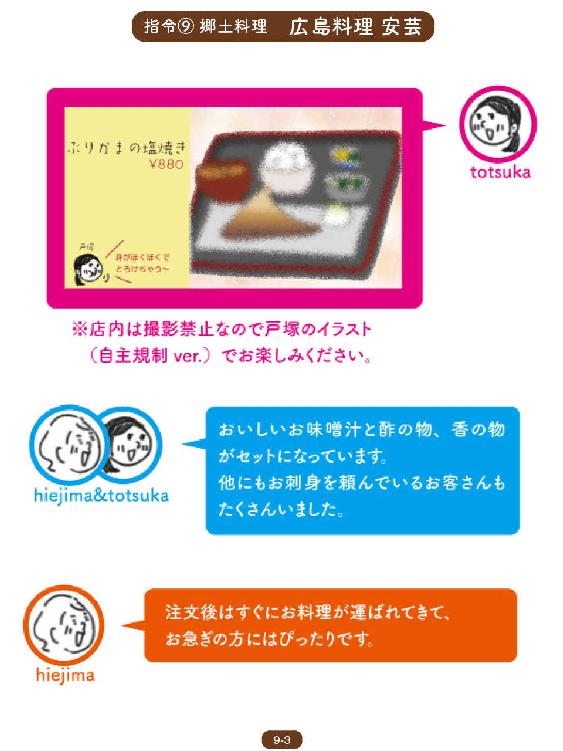 指令⑨ 郷土料理 広島料理 安芸
ぶりかまの塩焼き
¥880
戸塚
身がほくほくで
とろけちゃう〜
totsuka
※店内は撮影禁止なので戸塚のイラスト
（自主規制 ver.）でお楽しみください。
おいしいお味噌汁と酢の物、香の物
がセットになっています。
他にもお刺身を頼んでいるお客さんも
たくさんいました。
hiejima&totsuka
注文後はすぐにお料理が運ばれてきて、
お急ぎの方にはぴったりです。
hiejima
9-3